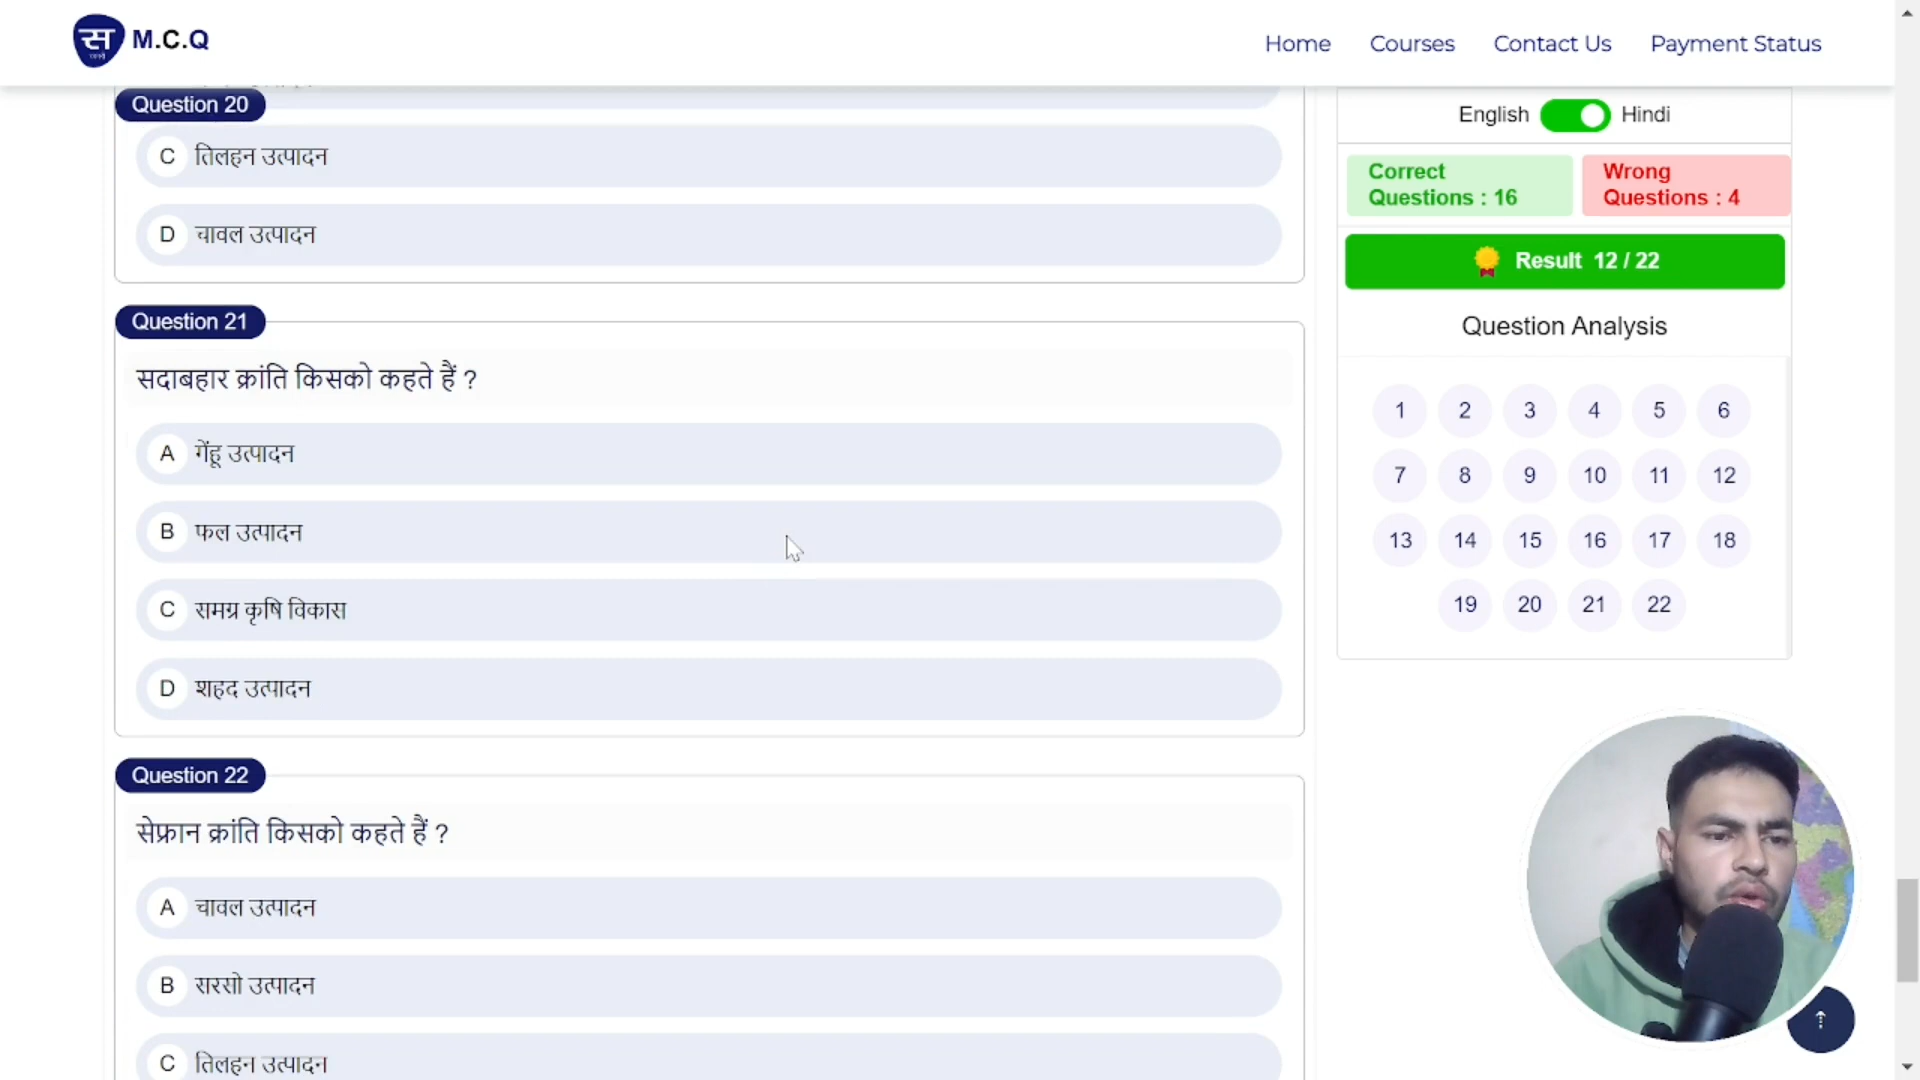 स M.C.Q
Home Courses Contact Us Payment Status
Question 20
C तिलहन उत्पादन
D चावल उत्पादन
Question 21
सदाबहार क्रांति किसको कहते हैं ?
A गेंहू उत्पादन
B फल उत्पादन
C समग्र कृषि विकास
D शहद उत्पादन
Question 22
सेफ्रान क्रांति किसको कहते हैं ?
A चावल उत्पादन
B सरसो उत्पादन
C तिलहन उत्पादन
English Hindi
Correct
Questions : 16
Wrong
Questions : 4
Result 12 / 22
Question Analysis
1 2 3 4 5 6
7 8 9 10 11 12
13 14 15 16 17 18
19 20 21 22